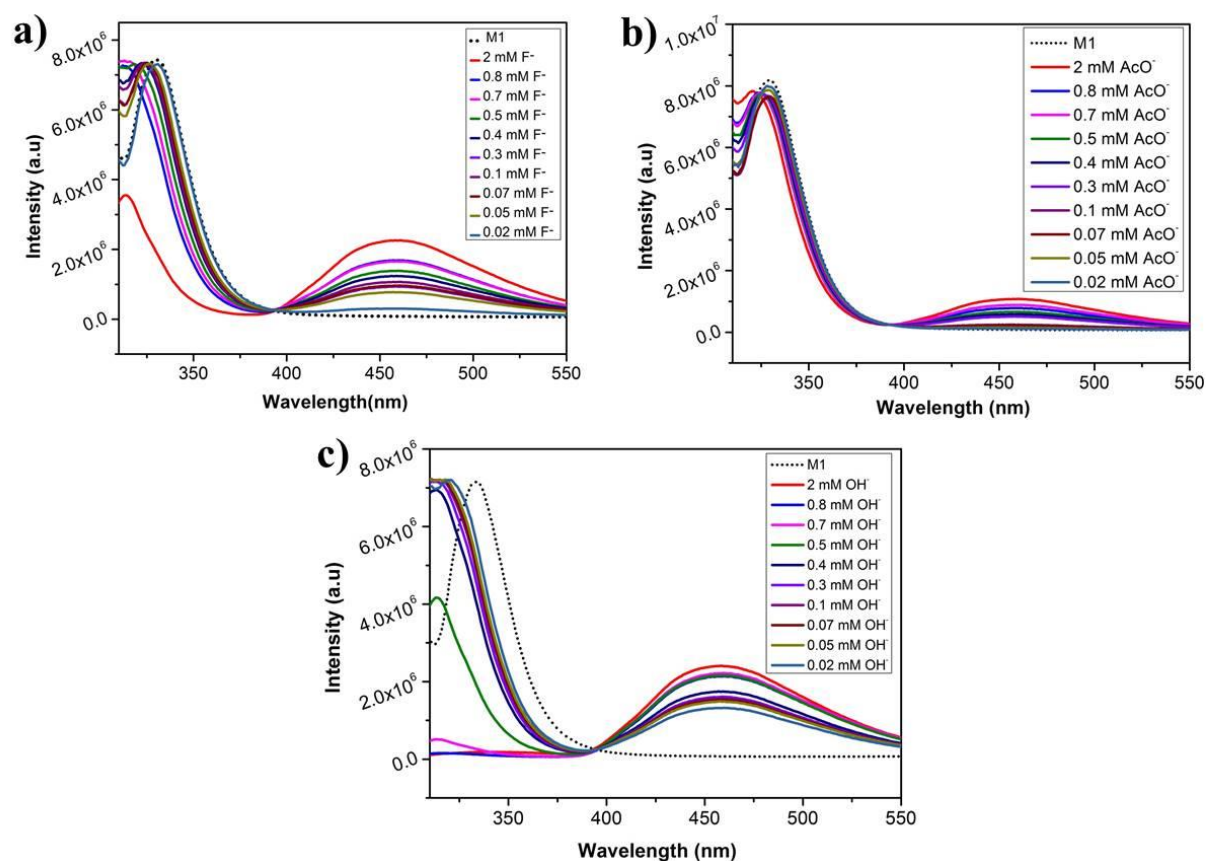 a)
8.0x10⁶
6.0x10⁶
4.0x10⁶
2.0x10⁶
0.0
Intensity (a.u)
350 400 450 500 550
Wavelength(nm)
M1
2 mM F-
0.8 mM F-
0.7 mM F-
0.5 mM F-
0.4 mM F-
0.3 mM F-
0.1 mM F-
0.07 mM F-
0.05 mM F-
0.02 mM F-
b)
1.0x10⁷
8.0x10⁶
6.0x10⁶
4.0x10⁶
2.0x10⁶
0.0
Intensity (a.u)
350 400 450 500 550
Wavelength (nm)
M1
2 mM AcO⁻
0.8 mM AcO⁻
0.7 mM AcO⁻
0.5 mM AcO⁻
0.4 mM AcO⁻
0.3 mM AcO⁻
0.1 mM AcO⁻
0.07 mM AcO⁻
0.05 mM AcO⁻
0.02 mM AcO⁻
c)
8.0x10⁶
6.0x10⁶
4.0x10⁶
2.0x10⁶
0.0
Intensity (a.u)
350 400 450 500 550
Wavelength (nm)
M1
2 mM OH⁻
0.8 mM OH⁻
0.7 mM OH⁻
0.5 mM OH⁻
0.4 mM OH⁻
0.3 mM OH⁻
0.1 mM OH⁻
0.07 mM OH⁻
0.05 mM OH⁻
0.02 mM OH⁻